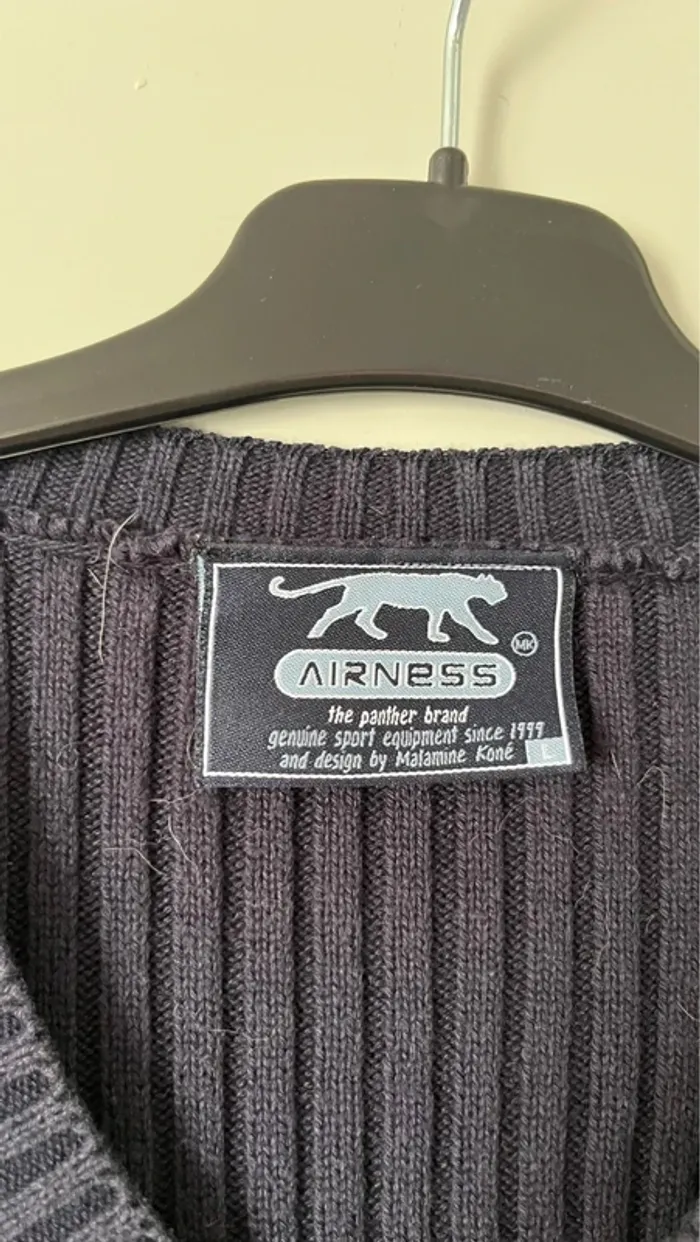 MK
AIRNESS
the panther brand
genuine sport equipment since 1999
and design by Malamine Koné
L